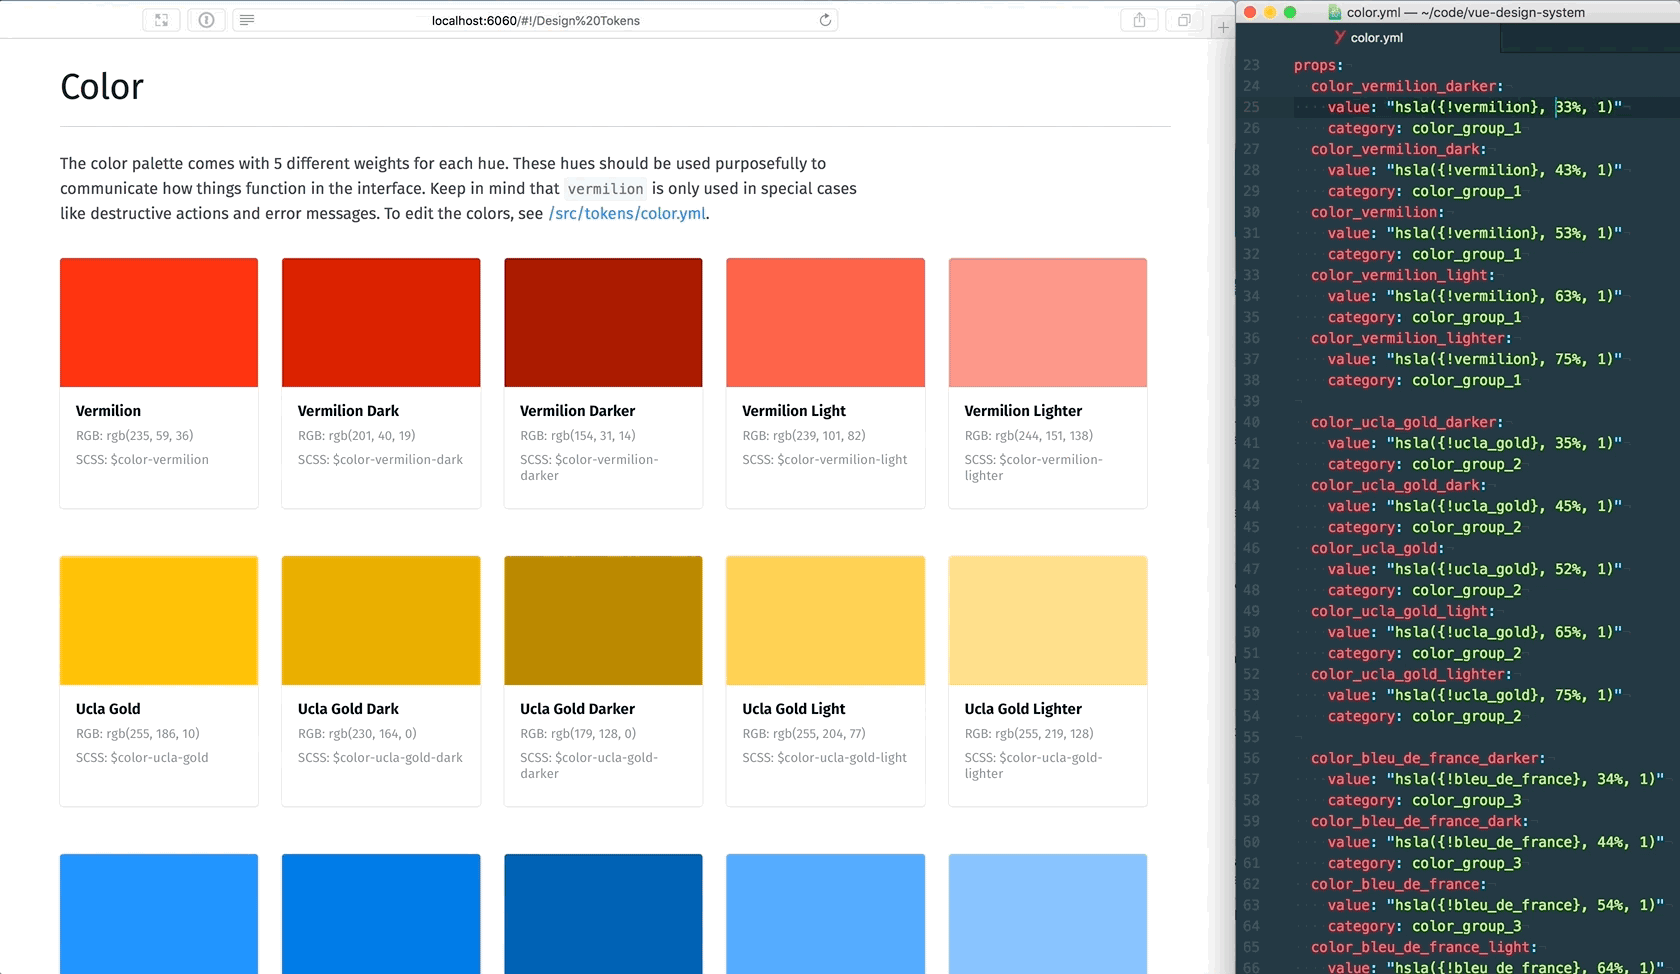 localhost:6060/#!/Design%20Tokens
Color
The color palette comes with 5 different weights for each hue. These hues should be used purposefully to
communicate how things function in the interface. Keep in mind that vermilion is only used in special cases
like destructive actions and error messages. To edit the colors, see /src/tokens/color.yml.
Vermilion
RGB: rgb(235, 59, 36)
SCSS: $color-vermilion
Vermilion Dark
RGB: rgb(201, 40, 19)
SCSS: $color-vermilion-dark
Vermilion Darker
RGB: rgb(154, 31, 14)
SCSS: $color-vermilion-
darker
Vermilion Light
RGB: rgb(239, 101, 82)
SCSS: $color-vermilion-light
Vermilion Lighter
RGB: rgb(244, 151, 138)
SCSS: $color-vermilion-
lighter
Ucla Gold
RGB: rgb(255, 186, 10)
SCSS: $color-ucla-gold
Ucla Gold Dark
RGB: rgb(230, 164, 0)
SCSS: $color-ucla-gold-dark
Ucla Gold Darker
RGB: rgb(179, 128, 0)
SCSS: $color-ucla-gold-
darker
Ucla Gold Light
RGB: rgb(255, 204, 77)
SCSS: $color-ucla-gold-light
Ucla Gold Lighter
RGB: rgb(255, 219, 128)
SCSS: $color-ucla-gold-
lighter
color.yml — ~/code/vue-design-system
color.yml
23 props:
24 color_vermilion_darker:
25 value: "hsla({!vermilion}, 33%, 1)"
26 category: color_group_1
27 color_vermilion_dark:
28 value: "hsla({!vermilion}, 43%, 1)"
29 category: color_group_1
30 color_vermilion:
31 value: "hsla({!vermilion}, 53%, 1)"
32 category: color_group_1
33 color_vermilion_light:
34 value: "hsla({!vermilion}, 63%, 1)"
35 category: color_group_1
36 color_vermilion_lighter:
37 value: "hsla({!vermilion}, 75%, 1)"
38 category: color_group_1
39
40 color_ucla_gold_darker:
41 value: "hsla({!ucla_gold}, 35%, 1)"
42 category: color_group_2
43 color_ucla_gold_dark:
44 value: "hsla({!ucla_gold}, 45%, 1)"
45 category: color_group_2
46 color_ucla_gold:
47 value: "hsla({!ucla_gold}, 52%, 1)"
48 category: color_group_2
49 color_ucla_gold_light:
50 value: "hsla({!ucla_gold}, 65%, 1)"
51 category: color_group_2
52 color_ucla_gold_lighter:
53 value: "hsla({!ucla_gold}, 75%, 1)"
54 category: color_group_2
55
56 color_bleu_de_france_darker:
57 value: "hsla({!bleu_de_france}, 34%, 1)"
58 category: color_group_3
59 color_bleu_de_france_dark:
60 value: "hsla({!bleu_de_france}, 44%, 1)"
61 category: color_group_3
62 color_bleu_de_france:
63 value: "hsla({!bleu_de_france}, 54%, 1)"
64 category: color_group_3
65 color_bleu_de_france_light:
66 value: "hsla({!bleu_de_france}, 64%, 1)"